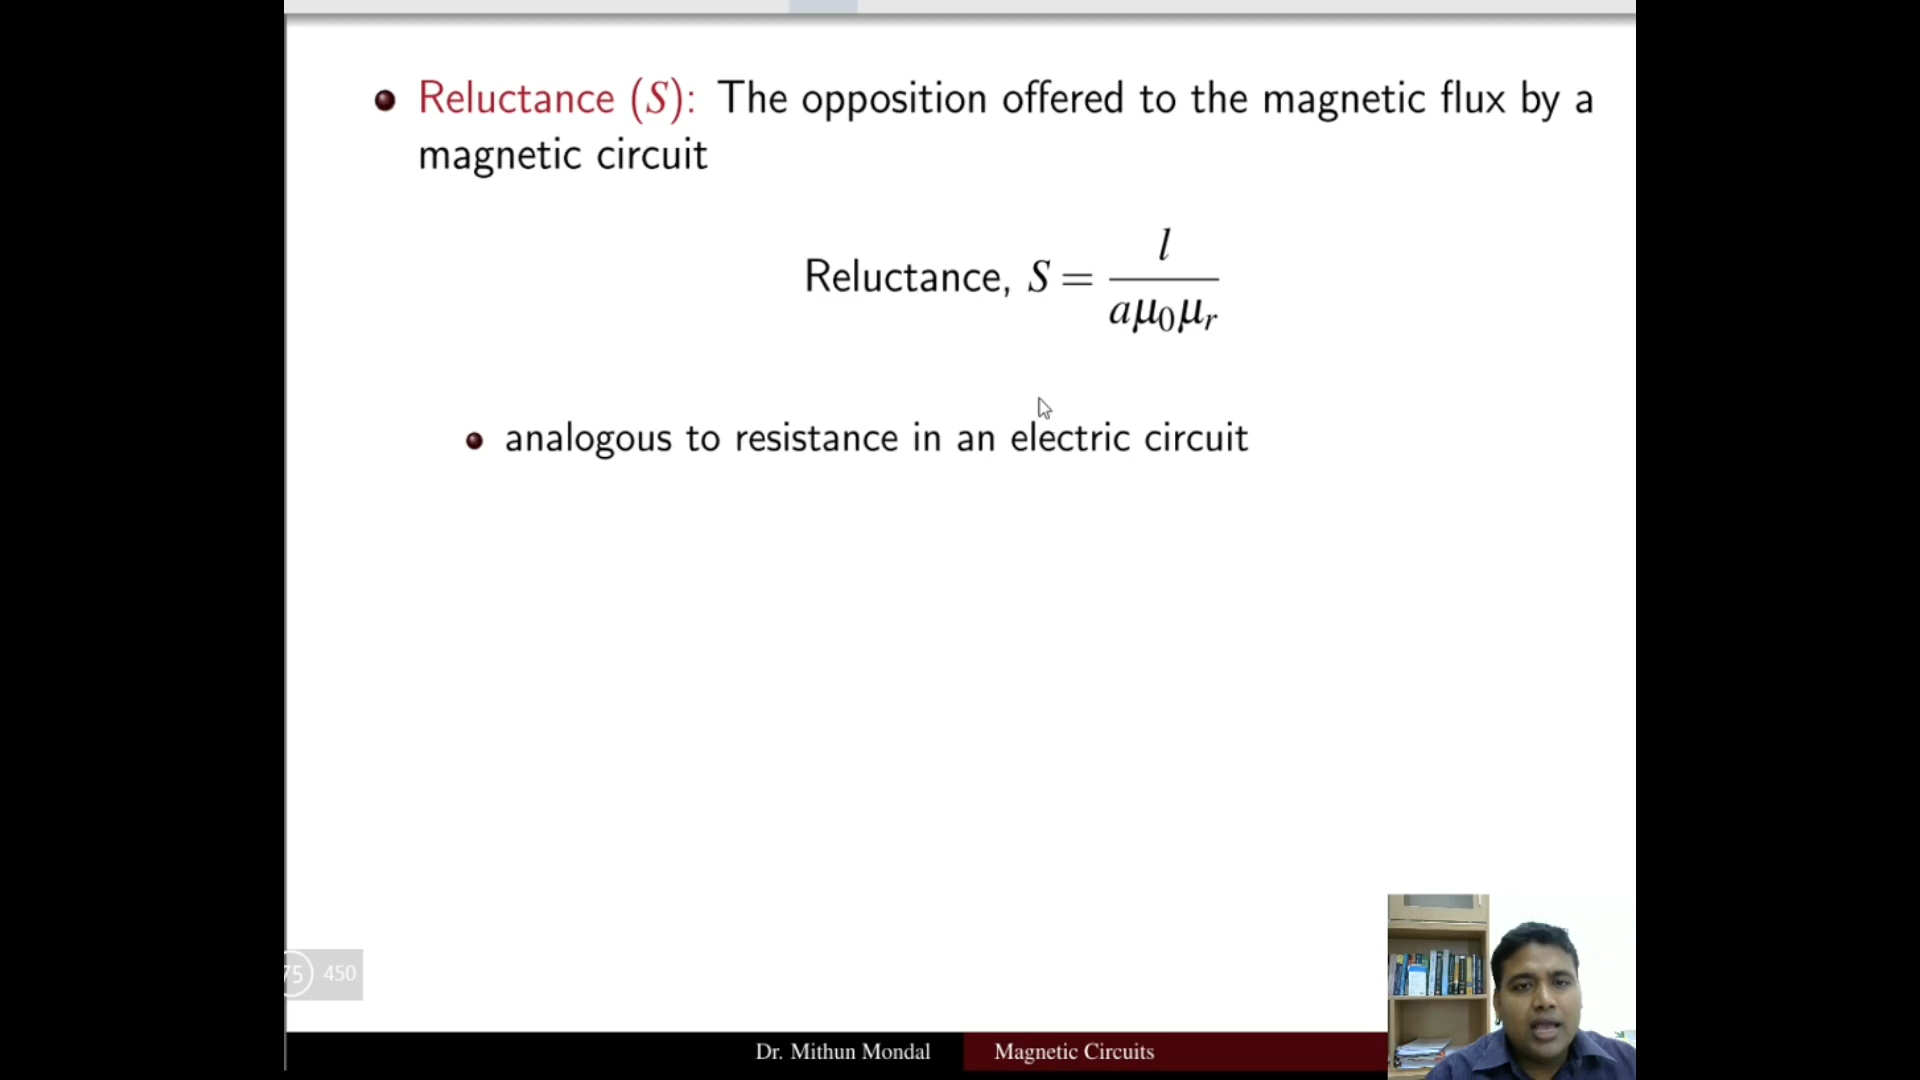 Reluctance (S): The opposition offered to the magnetic flux by a
magnetic circuit
Reluctance, S = l / aμ₀μᵣ
analogous to resistance in an electric circuit
75 450
Dr. Mithun Mondal Magnetic Circuits